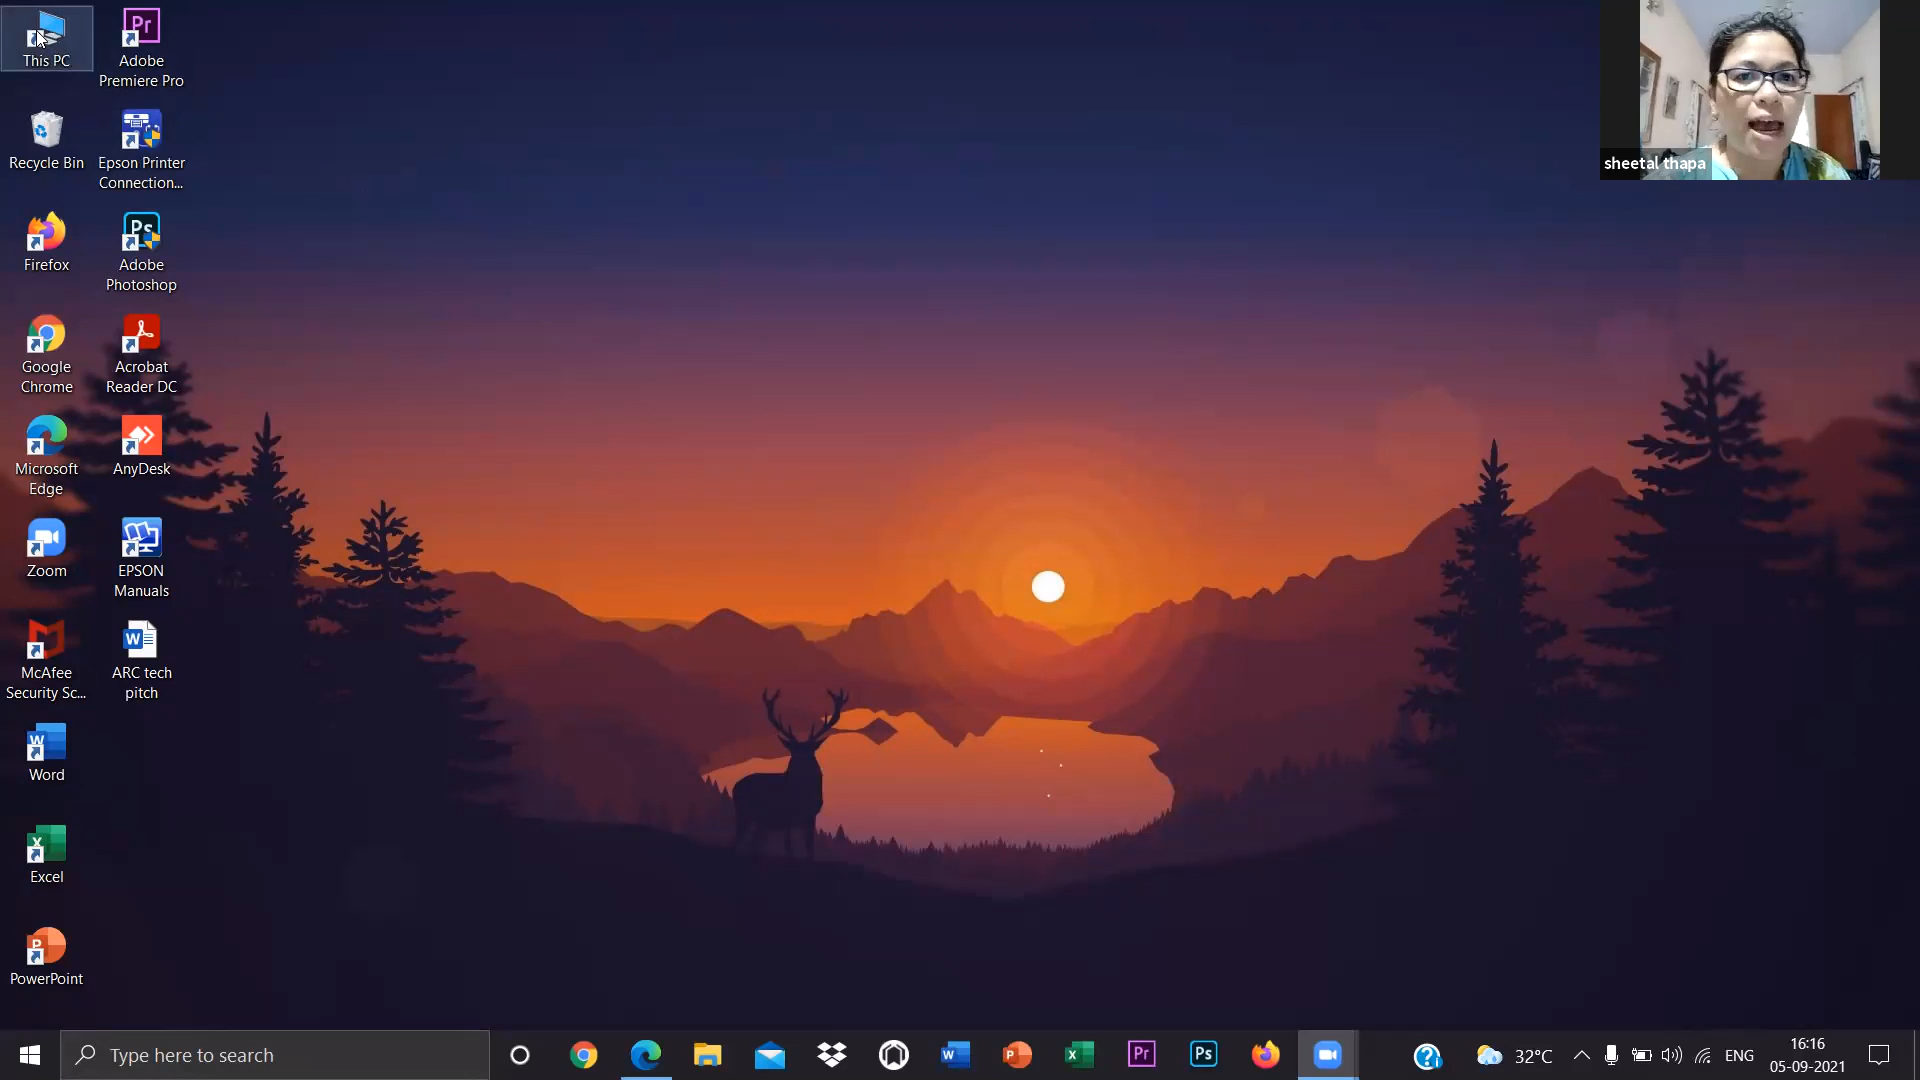 This PC
Adobe
Premiere Pro
Recycle Bin
Epson Printer
Connection...
Firefox
Adobe
Photoshop
Google
Chrome
Acrobat
Reader DC
Microsoft
Edge
AnyDesk
Zoom
EPSON
Manuals
McAfee
Security Sc...
ARC tech
pitch
Word
Excel
PowerPoint
sheetal thapa
Type here to search
32°C
ENG
16:16
05-09-2021